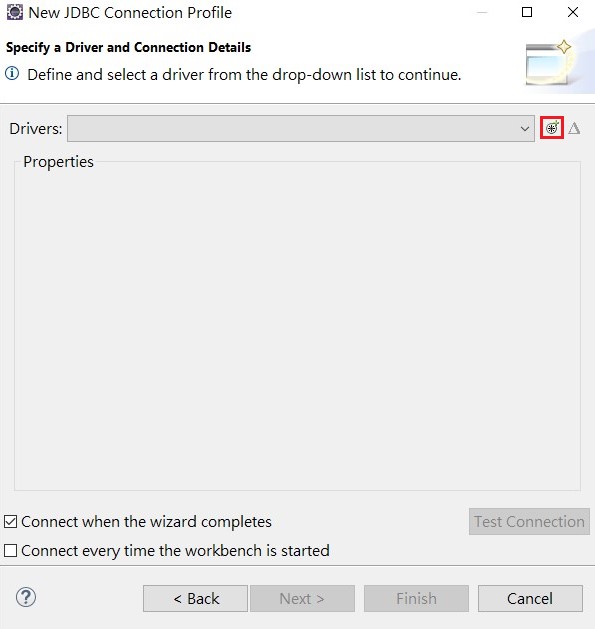 New JDBC Connection Profile
Specify a Driver and Connection Details
Define and select a driver from the drop-down list to continue.
Drivers:
Properties
Connect when the wizard completes
Test Connection
Connect every time the workbench is started
< Back
Next >
Finish
Cancel